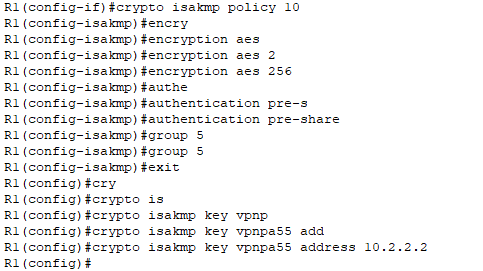 R1(config-if)#crypto isakmp policy 10
R1(config-isakmp)#encry
R1(config-isakmp)#encryption aes
R1(config-isakmp)#encryption aes 2
R1(config-isakmp)#encryption aes 256
R1(config-isakmp)#authe
R1(config-isakmp)#authentication pre-s
R1(config-isakmp)#authentication pre-share
R1(config-isakmp)#group 5
R1(config-isakmp)#group 5
R1(config-isakmp)#exit
R1(config)#cry
R1(config)#crypto is
R1(config)#crypto isakmp key vpnp
R1(config)#crypto isakmp key vpnpa55 add
R1(config)#crypto isakmp key vpnpa55 address 10.2.2.2
R1(config)#